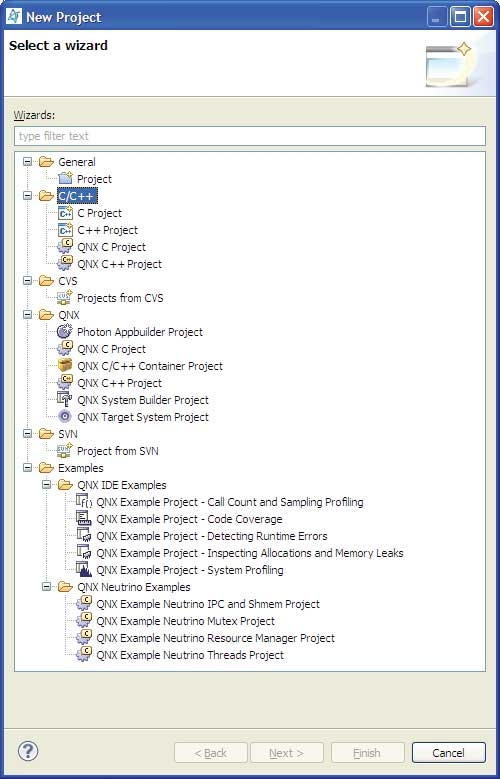 New Project
Select a wizard
Wizards:
type filter text
General
Project
C/C++
C Project
C++ Project
QNX C Project
QNX C++ Project
CVS
Projects from CVS
QNX
Photon Appbuilder Project
QNX C Project
QNX C/C++ Container Project
QNX C++ Project
QNX System Builder Project
QNX Target System Project
SVN
Project from SVN
Examples
QNX IDE Examples
QNX Example Project - Call Count and Sampling Profiling
QNX Example Project - Code Coverage
QNX Example Project - Detecting Runtime Errors
QNX Example Project - Inspecting Allocations and Memory Leaks
QNX Example Project - System Profiling
QNX Neutrino Examples
QNX Example Neutrino IPC and Shmem Project
QNX Example Neutrino Mutex Project
QNX Example Neutrino Resource Manager Project
QNX Example Neutrino Threads Project
? < Back Next > Finish Cancel